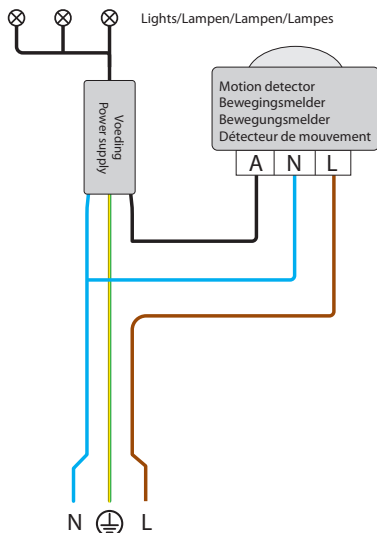 Lights/Lampen/Lampen/Lampes
Motion detector
Bewegingsmelder
Bewegungsmelder
Détecteur de mouvement
A N L
Voeding
Power supply
N L